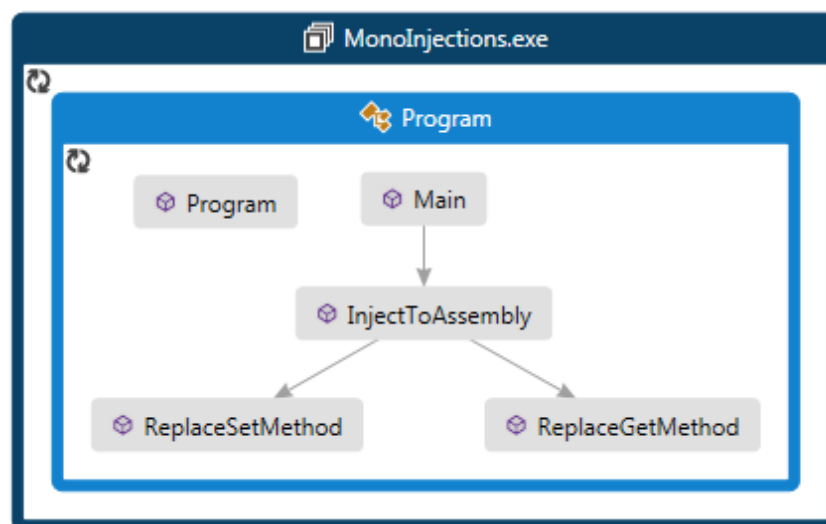 MonoInjections.exe
Program
Program
Main
InjectToAssembly
ReplaceSetMethod
ReplaceGetMethod